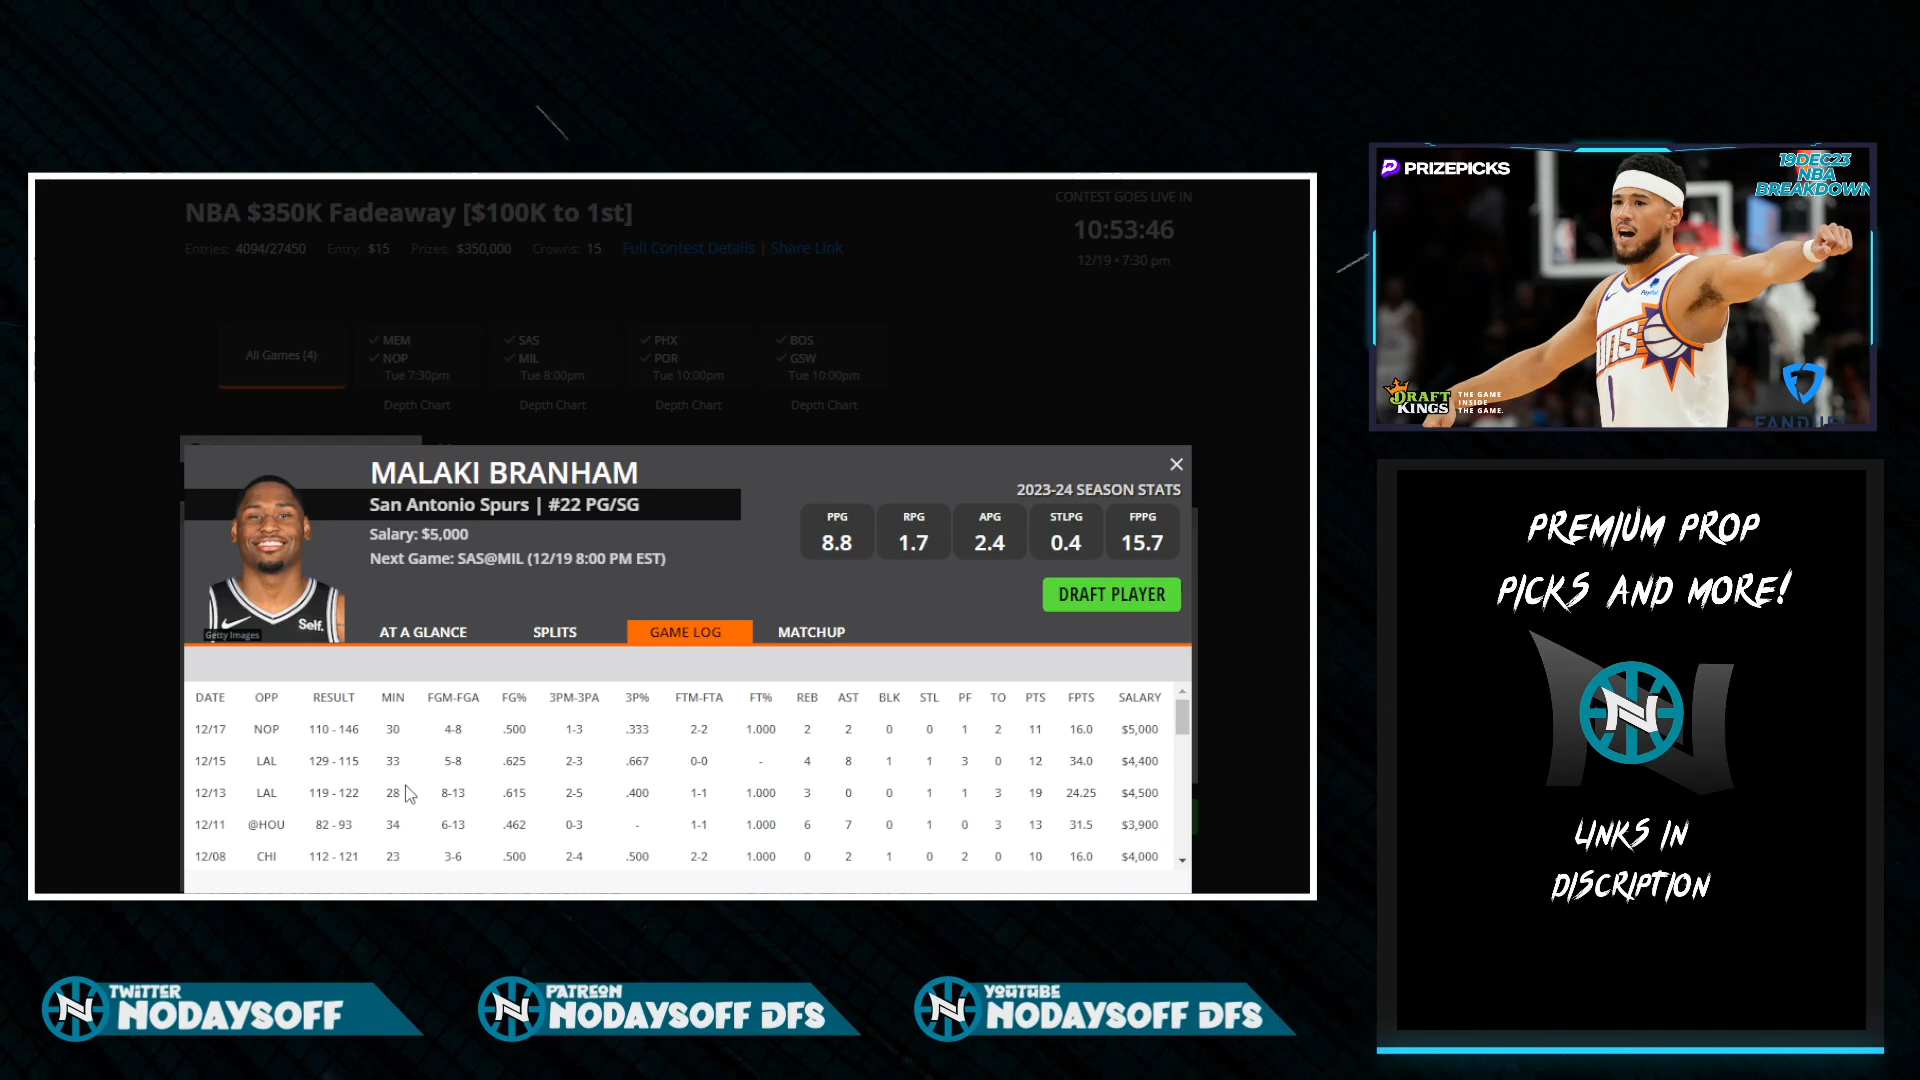 NBA $350K Fadeaway [$100K to 1st]
Entries: 4094/27450 Entry: $15 Prizes: $350,000 Crowns: 15 Full Contest Details | Share Link
CONTEST GOES LIVE IN
10:53:46
12/19 • 7:30 pm
All Games (4)
MEM
NOP
Tue 7:30pm
Depth Chart
SAS
MIL
Tue 8:00pm
Depth Chart
PHX
POR
Tue 10:00pm
Depth Chart
BOS
GSW
Tue 10:00pm
Depth Chart
MALAKI BRANHAM
San Antonio Spurs | #22 PG/SG
Salary: $5,000
Next Game: SAS@MIL (12/19 8:00 PM EST)
Self.
Getty Images
2023-24 SEASON STATS
PPG RPG APG STLPG FPPG
8.8 1.7 2.4 0.4 15.7
DRAFT PLAYER
AT A GLANCE SPLITS GAME LOG MATCHUP
DATE OPP RESULT MIN FGM-FGA FG% 3PM-3PA 3P% FTM-FTA FT% REB AST BLK STL PF TO PTS FPTS SALARY
12/17 NOP 110 - 146 30 4-8 .500 1-3 .333 2-2 1.000 2 2 0 0 1 2 11 16.0 $5,000
12/15 LAL 129 - 115 33 5-8 .625 2-3 .667 0-0 - 4 8 1 1 3 0 12 34.0 $4,400
12/13 LAL 119 - 122 28 8-13 .615 2-5 .400 1-1 1.000 3 0 0 1 1 3 19 24.25 $4,500
12/11 @HOU 82 - 93 34 6-13 .462 0-3 - 1-1 1.000 6 7 0 1 0 3 13 31.5 $3,900
12/08 CHI 112 - 121 23 3-6 .500 2-4 .500 2-2 1.000 0 2 1 0 2 0 10 16.0 $4,000
PRIZEPICKS
19DEC23
NBA
BREAKDOWN
PayPal
DRAFT
KINGS
THE GAME
INSIDE
THE GAME.
PREMIUM PROP
PICKS AND MORE!
LINKS IN
DISCRIPTION
TWITTER
NODAYSOFF
PATREON
NODAYSOFF DFS
YOUTUBE
NODAYSOFF DFS